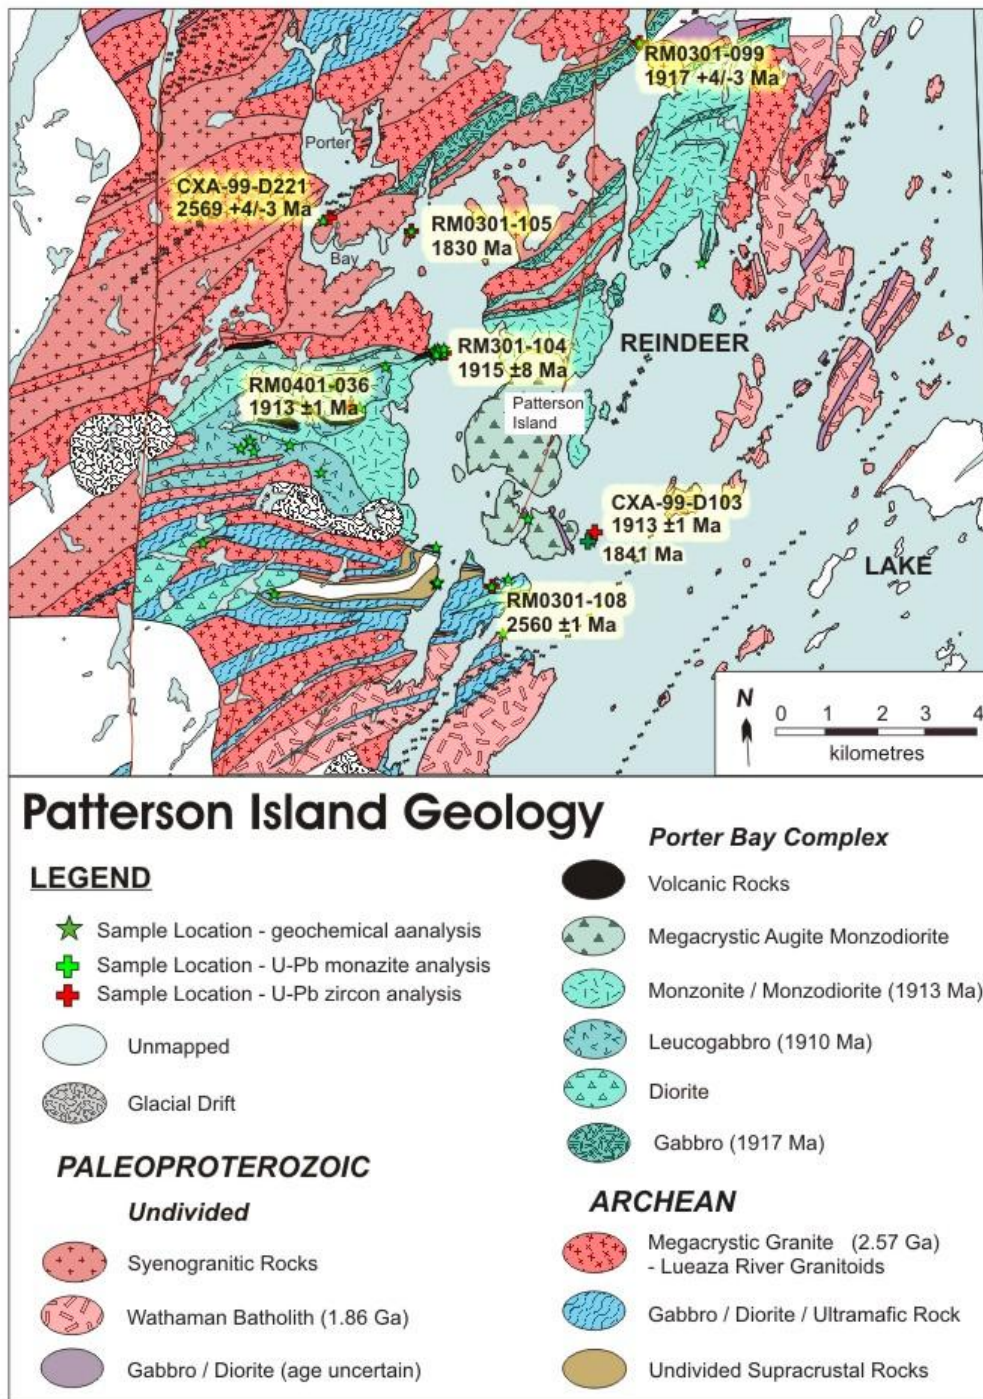 RM0301-099
1917 +4/-3 Ma
Porter
CXA-99-D221
2569 +4/-3 Ma
RM0301-105
1830 Ma
Bay
REINDEER
RM301-104
1915 ±8 Ma
RM0401-036
1913 ±1 Ma
Patterson
Island
CXA-99-D103
1913 ±1 Ma
1841 Ma
LAKE
RM0301-108
2560 ±1 Ma
N
0 1 2 3 4
kilometres
Patterson Island Geology
LEGEND
Sample Location - geochemical aanalysis
Sample Location - U-Pb monazite analysis
Sample Location - U-Pb zircon analysis
Unmapped
Glacial Drift
PALEOPROTEROZOIC
Undivided
Syenogranitic Rocks
Wathaman Batholith (1.86 Ga)
Gabbro / Diorite (age uncertain)
Porter Bay Complex
Volcanic Rocks
Megacrystic Augite Monzodiorite
Monzonite / Monzodiorite (1913 Ma)
Leucogabbro (1910 Ma)
Diorite
Gabbro (1917 Ma)
ARCHEAN
Megacrystic Granite (2.57 Ga)
- Lueaza River Granitoids
Gabbro / Diorite / Ultramafic Rock
Undivided Supracrustal Rocks